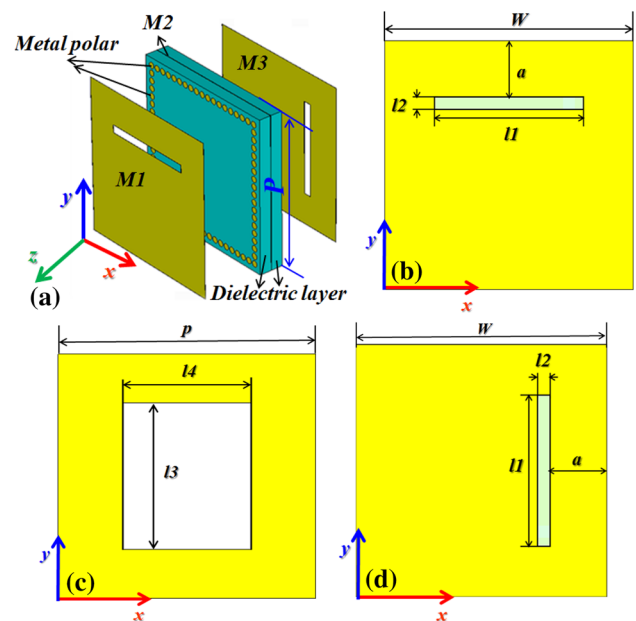 M2
Metal polar
M3
M1
P
y
x
z
Dielectric layer
(a)
W
a
l2
l1
y
x
(b)
p
l4
l3
y
x
(c)
W
l2
l1
a
y
x
(d)